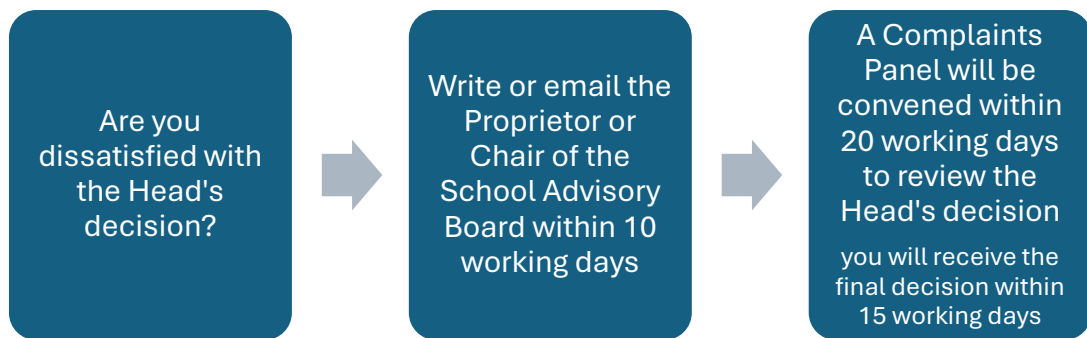 Are you
dissatisfied with
the Head's
decision?
Write or email the
Proprietor or
Chair of the
School Advisory
Board within 10
working days
A Complaints
Panel will be
convened within
20 working days
to review the
Head's decision
you will receive the
final decision within
15 working days